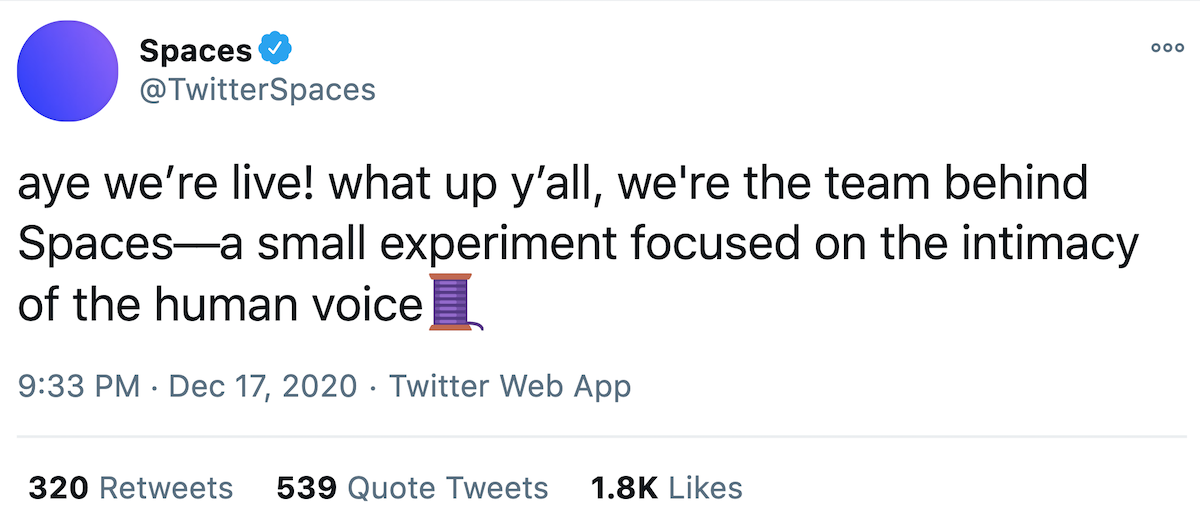 Spaces
@TwitterSpaces
aye we’re live! what up y’all, we're the team behind
Spaces—a small experiment focused on the intimacy
of the human voice🧵
9:33 PM · Dec 17, 2020 · Twitter Web App
320 Retweets 539 Quote Tweets 1.8K Likes